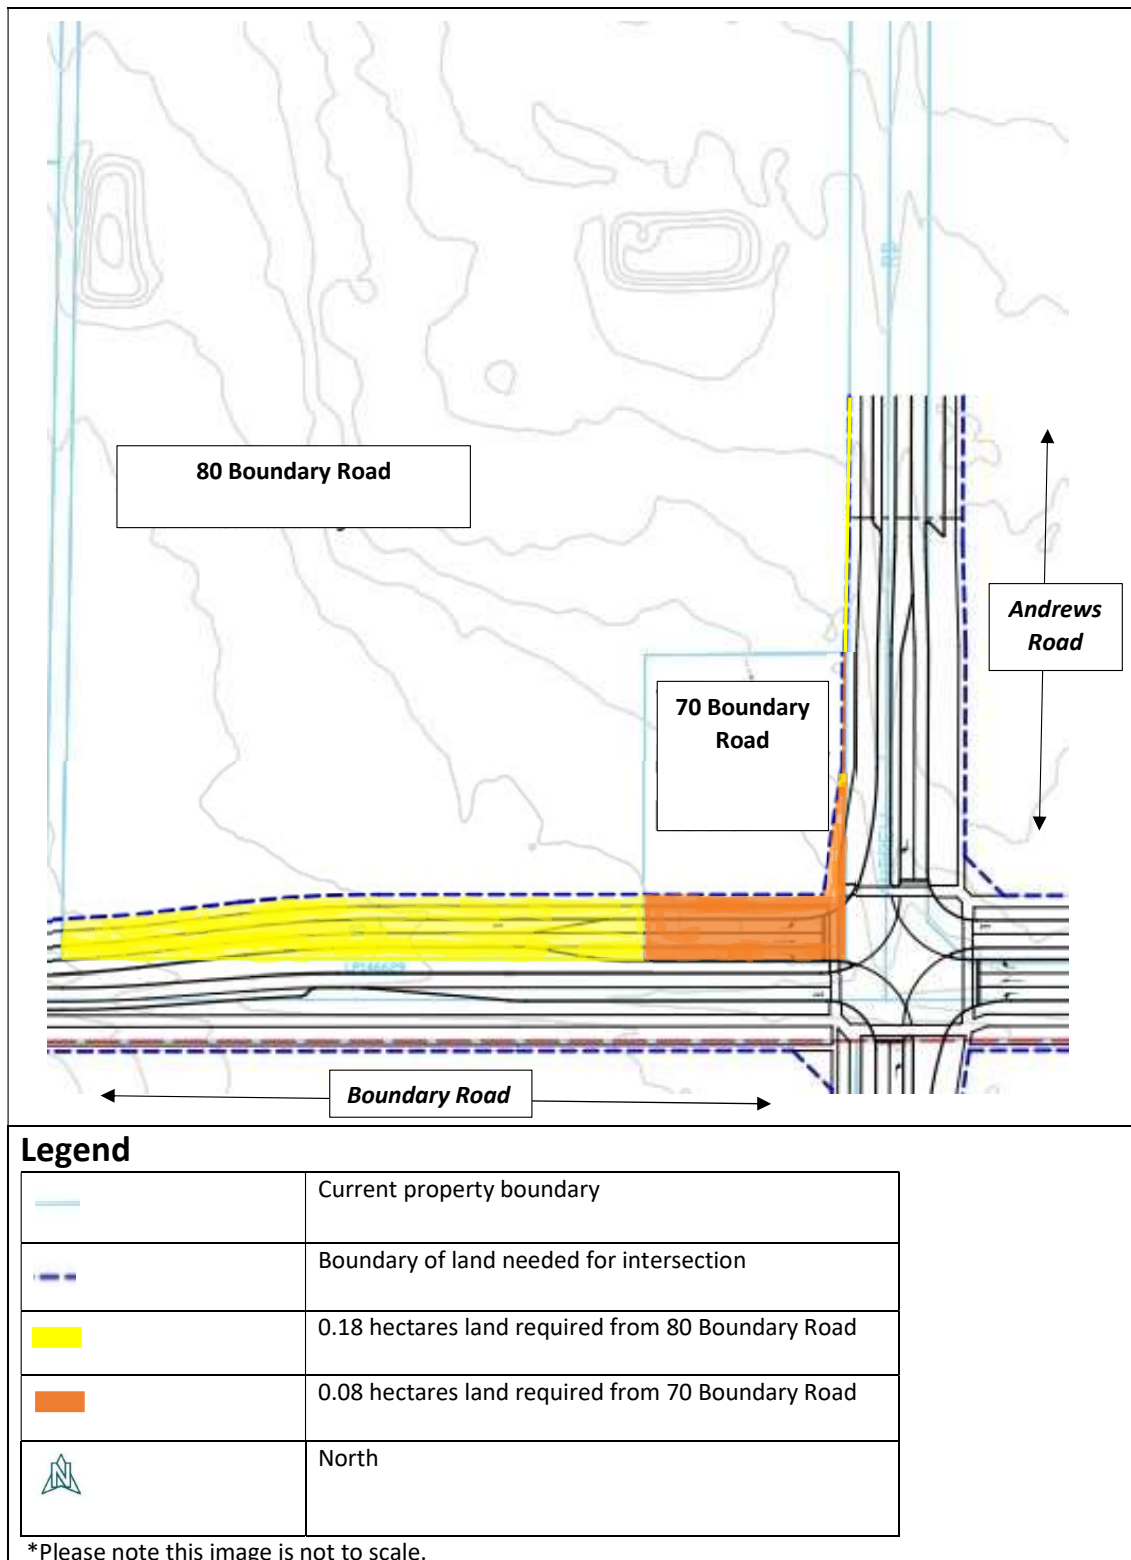 80 Boundary Road
Andrews
Road
70 Boundary
Road
Boundary Road
Legend
Current property boundary
Boundary of land needed for intersection
0.18 hectares land required from 80 Boundary Road
0.08 hectares land required from 70 Boundary Road
N
North
*Please note this image is not to scale.